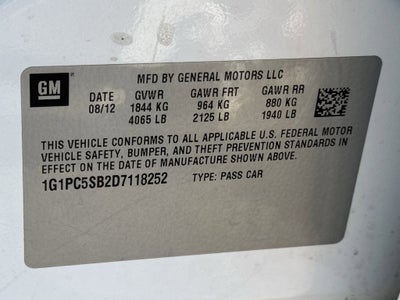 GM
MFD BY GENERAL MOTORS LLC
DATE GVWR GAWR FRT GAWR RR
08/12 1844 KG 964 KG 880 KG
4065 LB 2125 LB 1940 LB
THIS VEHICLE CONFORMS TO ALL APPLICABLE U.S. FEDERAL MOTOR
VEHICLE SAFETY, BUMPER, AND THEFT PREVENTION STANDARDS IN
EFFECT ON THE DATE OF MANUFACTURE SHOWN ABOVE.
1G1PC5SB2D7118252 TYPE: PASS CAR